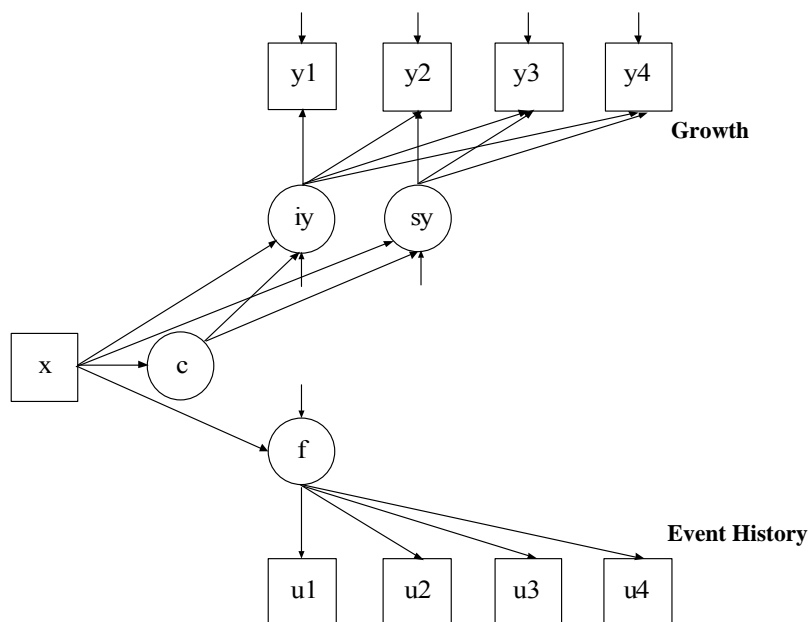 y1 y2 y3 y4
Growth
iy sy
x c
f
Event History
u1 u2 u3 u4